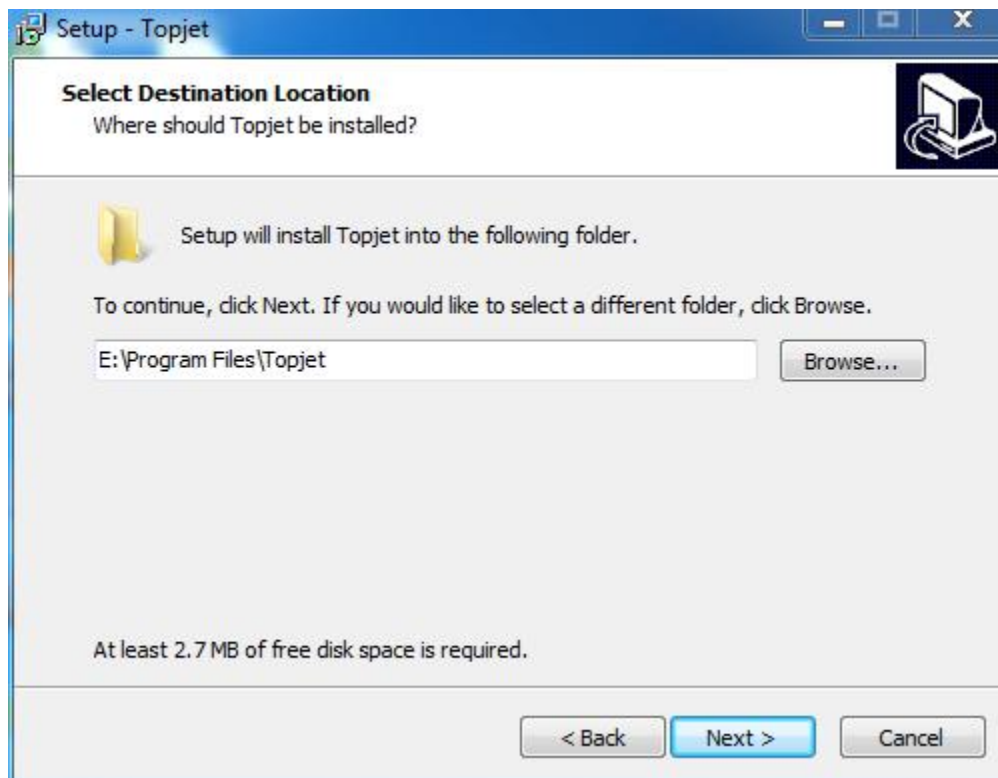 Setup - Topjet
Select Destination Location
Where should Topjet be installed?
Setup will install Topjet into the following folder.
To continue, click Next. If you would like to select a different folder, click Browse.
E:\Program Files\Topjet
Browse...
At least 2.7 MB of free disk space is required.
< Back Next > Cancel